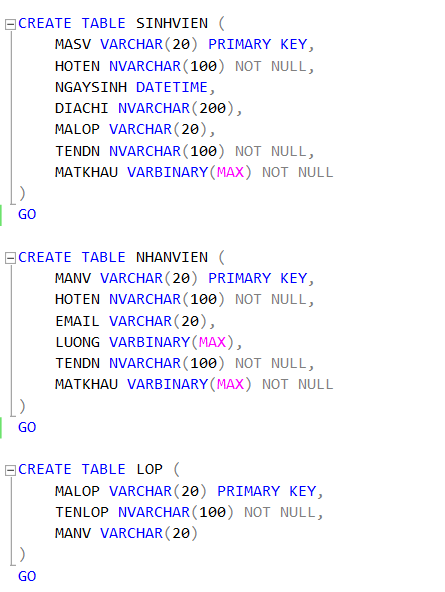 CREATE TABLE SINHVIEN (
    MASV VARCHAR(20) PRIMARY KEY,
    HOTEN NVARCHAR(100) NOT NULL,
    NGAYSINH DATETIME,
    DIACHI NVARCHAR(200),
    MALOP VARCHAR(20),
    TENDN NVARCHAR(100) NOT NULL,
    MATKHAU VARBINARY(MAX) NOT NULL
)
GO
CREATE TABLE NHANVIEN (
    MANV VARCHAR(20) PRIMARY KEY,
    HOTEN NVARCHAR(100) NOT NULL,
    EMAIL VARCHAR(20),
    LUONG VARBINARY(MAX),
    TENDN NVARCHAR(100) NOT NULL,
    MATKHAU VARBINARY(MAX) NOT NULL
)
GO
CREATE TABLE LOP (
    MALOP VARCHAR(20) PRIMARY KEY,
    TENLOP NVARCHAR(100) NOT NULL,
    MANV VARCHAR(20)
)
GO